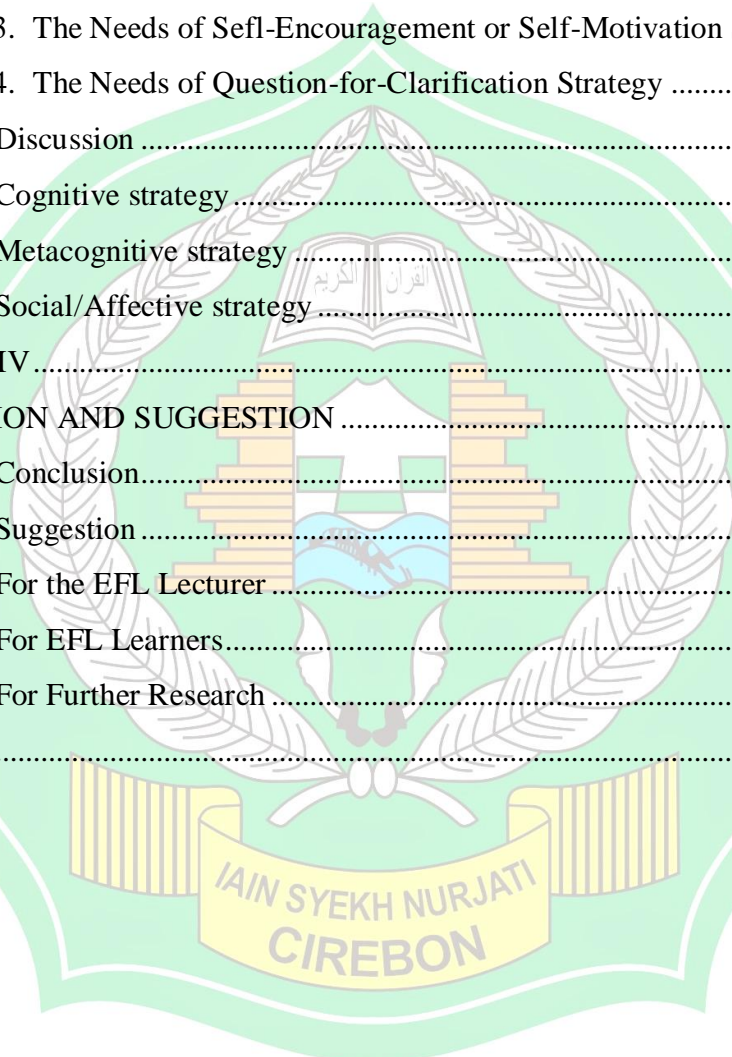 3. The Needs of Sefl-Encouragement or Self-Motivation
4. The Needs of Question-for-Clarification Strategy ........
Discussion ................................................................................
Cognitive strategy ....................................................................
Metacognitive strategy ............................................................
Social/Affective strategy .........................................................
IV ..............................................................................................
ION AND SUGGESTION .......................................................
Conclusion ................................................................................
Suggestion ................................................................................
For the EFL Lecturer ...............................................................
For EFL Learners .....................................................................
For Further Research ...............................................................
....................................................................................................
القرآن الكريم
IAIN SYEKH NURJATI
CIREBON